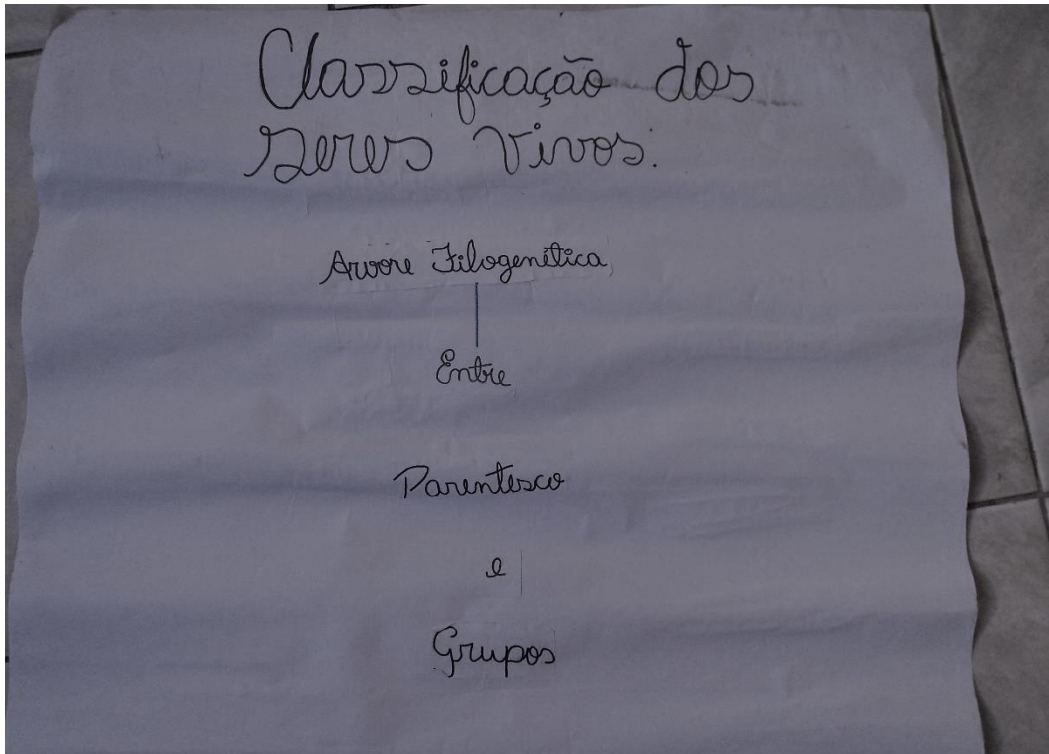 Classificação dos
seres vivos.
Arvore Filogenética
Entre
Parentesco
e
Grupos